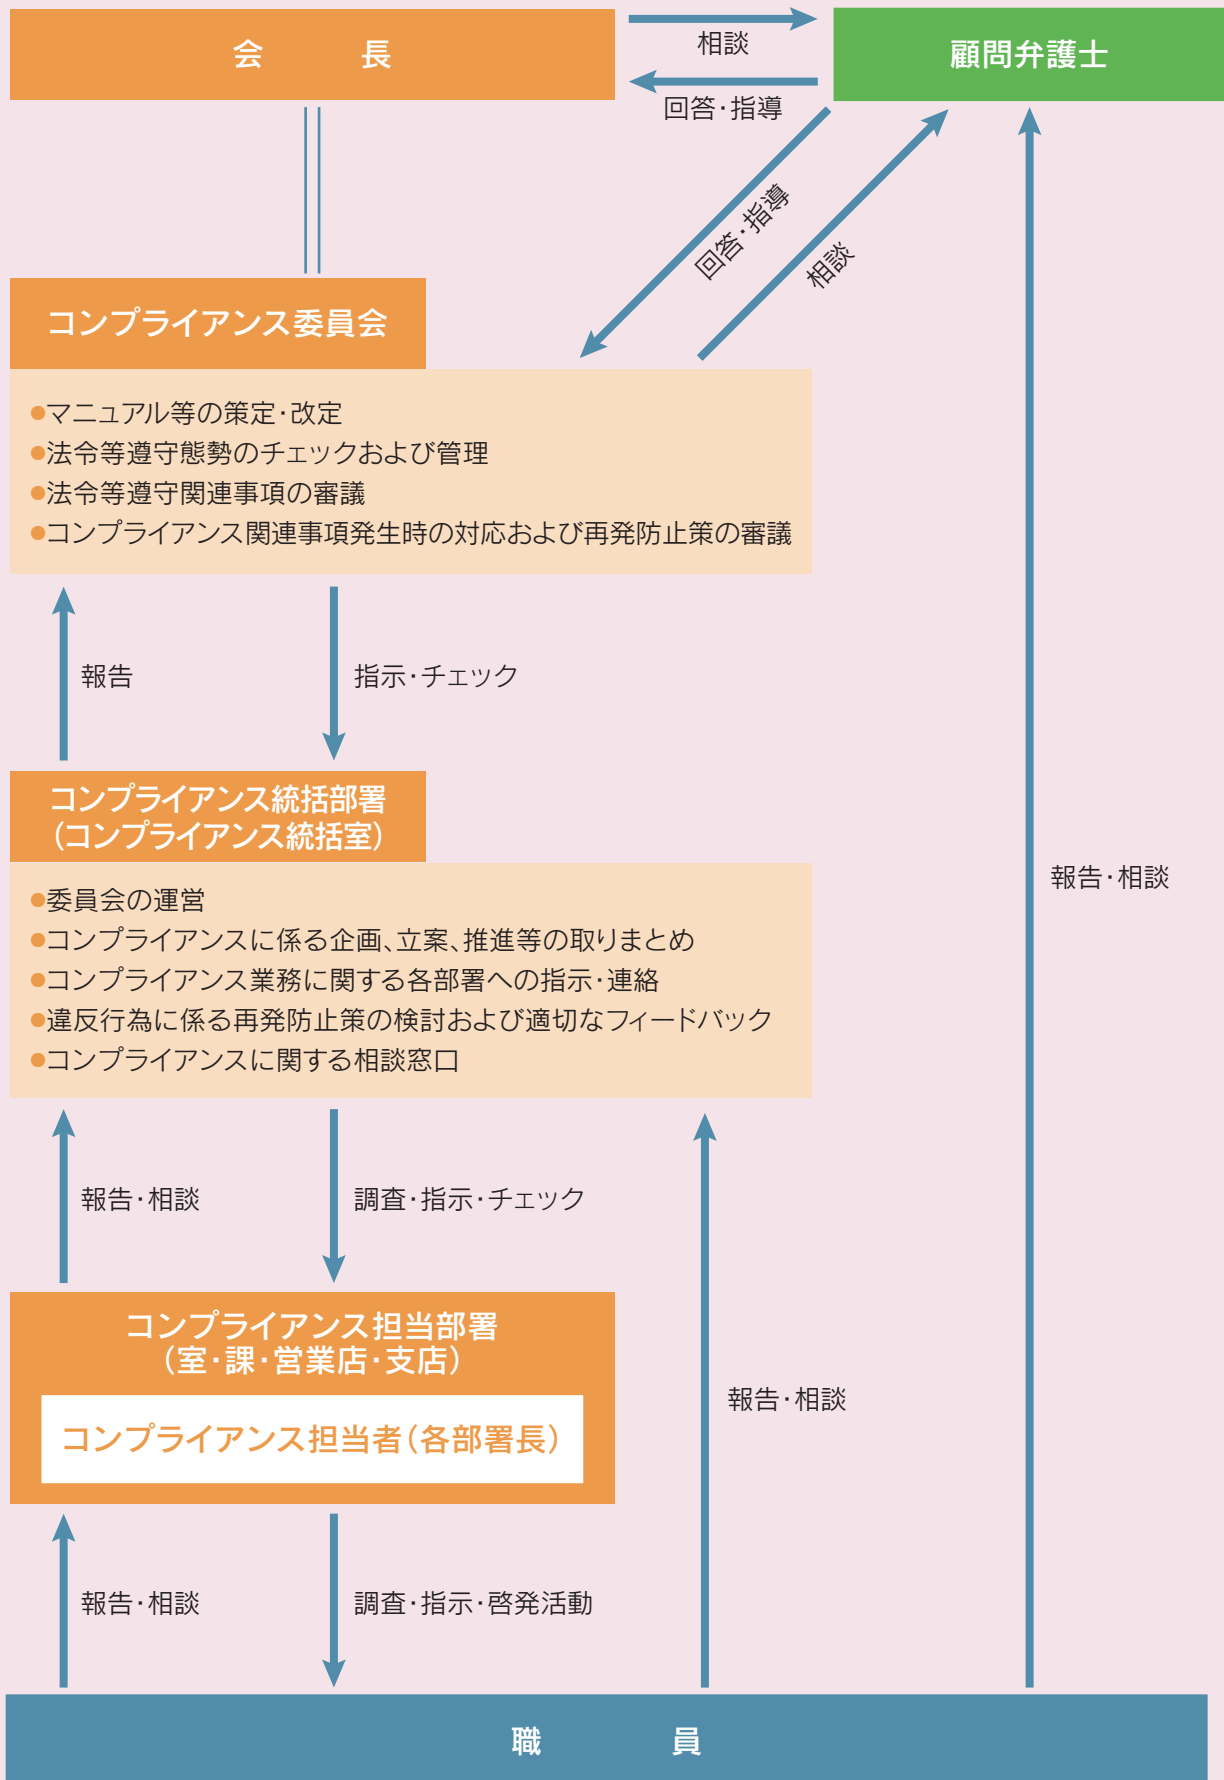 会長
相談
顧問弁護士
回答・指導
回答・指導
相談
コンプライアンス委員会
●マニュアル等の策定・改定
●法令等遵守態勢のチェックおよび管理
●法令等遵守関連事項の審議
●コンプライアンス関連事項発生時の対応および再発防止策の審議
報告
指示・チェック
コンプライアンス統括部署
（コンプライアンス統括室）
●委員会の運営
●コンプライアンスに係る企画、立案、推進等の取りまとめ
●コンプライアンス業務に関する各部署への指示・連絡
●違反行為に係る再発防止策の検討および適切なフィードバック
●コンプライアンスに関する相談窓口
報告・相談
報告・相談
調査・指示・チェック
コンプライアンス担当部署
（室・課・営業店・支店）
コンプライアンス担当者（各部署長）
報告・相談
報告・相談
調査・指示・啓発活動
職員